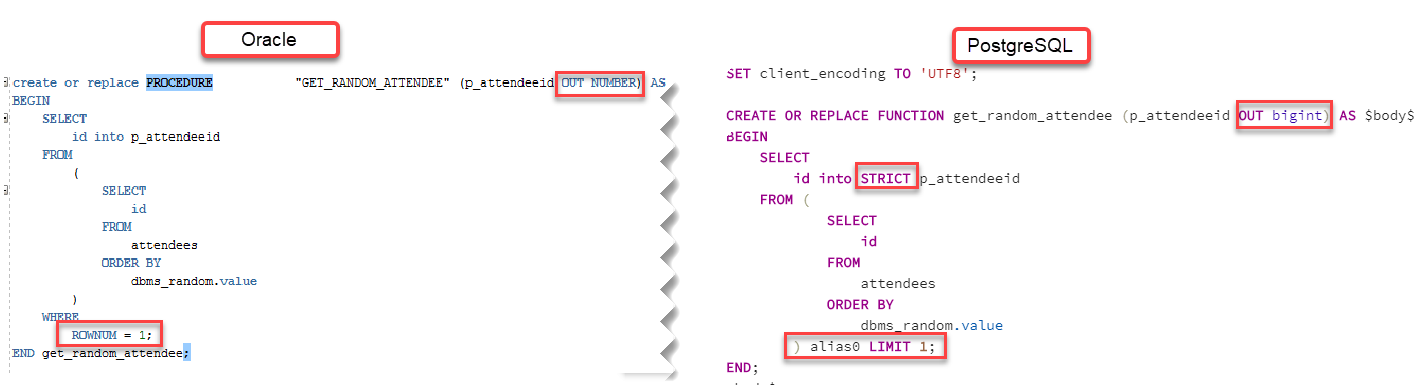 Oracle
create or replace PROCEDURE "GET_RANDOM_ATTENDEE" (p_attendeeid OUT NUMBER) AS
BEGIN
SELECT
id into p_attendeeid
FROM
(
SELECT
id
FROM
attendees
ORDER BY
dbms_random.value
)
WHERE
ROWNUM = 1;
END get_random_attendee;
PostgreSQL
SET client_encoding TO 'UTF8';
CREATE OR REPLACE FUNCTION get_random_attendee (p_attendeeid OUT bigint) AS $body$
BEGIN
SELECT
id into STRICT p_attendeeid
FROM (
SELECT
id
FROM
attendees
ORDER BY
dbms_random.value
) alias0 LIMIT 1;
END;